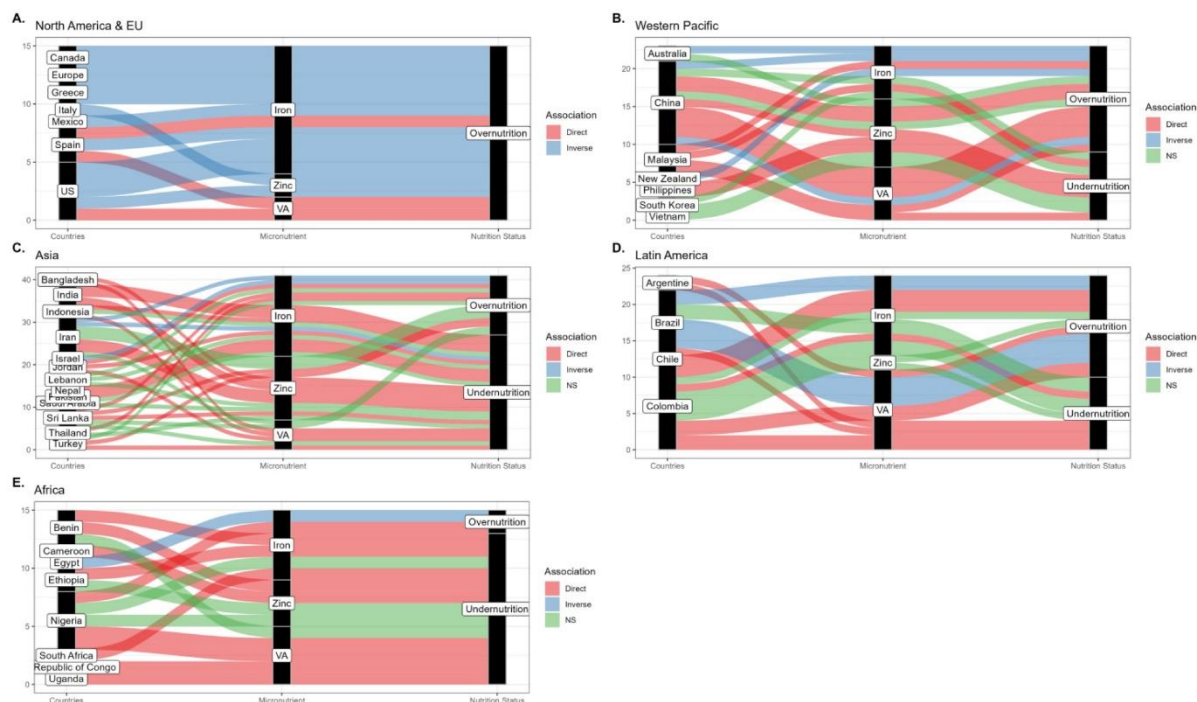 A.
North America & EU
15
10
5
0
Canada
Europe
Greece
Italy
Mexico
Spain
US
Iron
Zinc
VA
Overnutrition
Countries
Micronutrient
Nutrition Status
Association
Direct
Inverse
B.
Western Pacific
20
15
10
5
0
Australia
China
Malaysia
New Zealand
Philippines
South Korea
Vietnam
Iron
Zinc
VA
Overnutrition
Undernutrition
Countries
Micronutrient
Nutrition Status
Association
Direct
Inverse
NS
C.
Asia
40
30
20
10
0
Bangladesh
India
Indonesia
Iran
Israel
Jordan
Lebanon
Nepal
Pakistan
Saudi Arabia
Sri Lanka
Thailand
Turkey
Iron
Zinc
VA
Overnutrition
Undernutrition
Countries
Micronutrient
Nutrition Status
Association
Direct
Inverse
NS
D.
Latin America
25
20
15
10
5
0
Argentine
Brazil
Chile
Colombia
Iron
Zinc
VA
Overnutrition
Undernutrition
Countries
Micronutrient
Nutrition Status
Association
Direct
Inverse
NS
E.
Africa
15
10
5
0
Benin
Cameroon
Egypt
Ethiopia
Nigeria
South Africa
Republic of Congo
Uganda
Iron
Zinc
VA
Overnutrition
Undernutrition
Countries
Micronutrient
Nutrition Status
Association
Direct
Inverse
NS